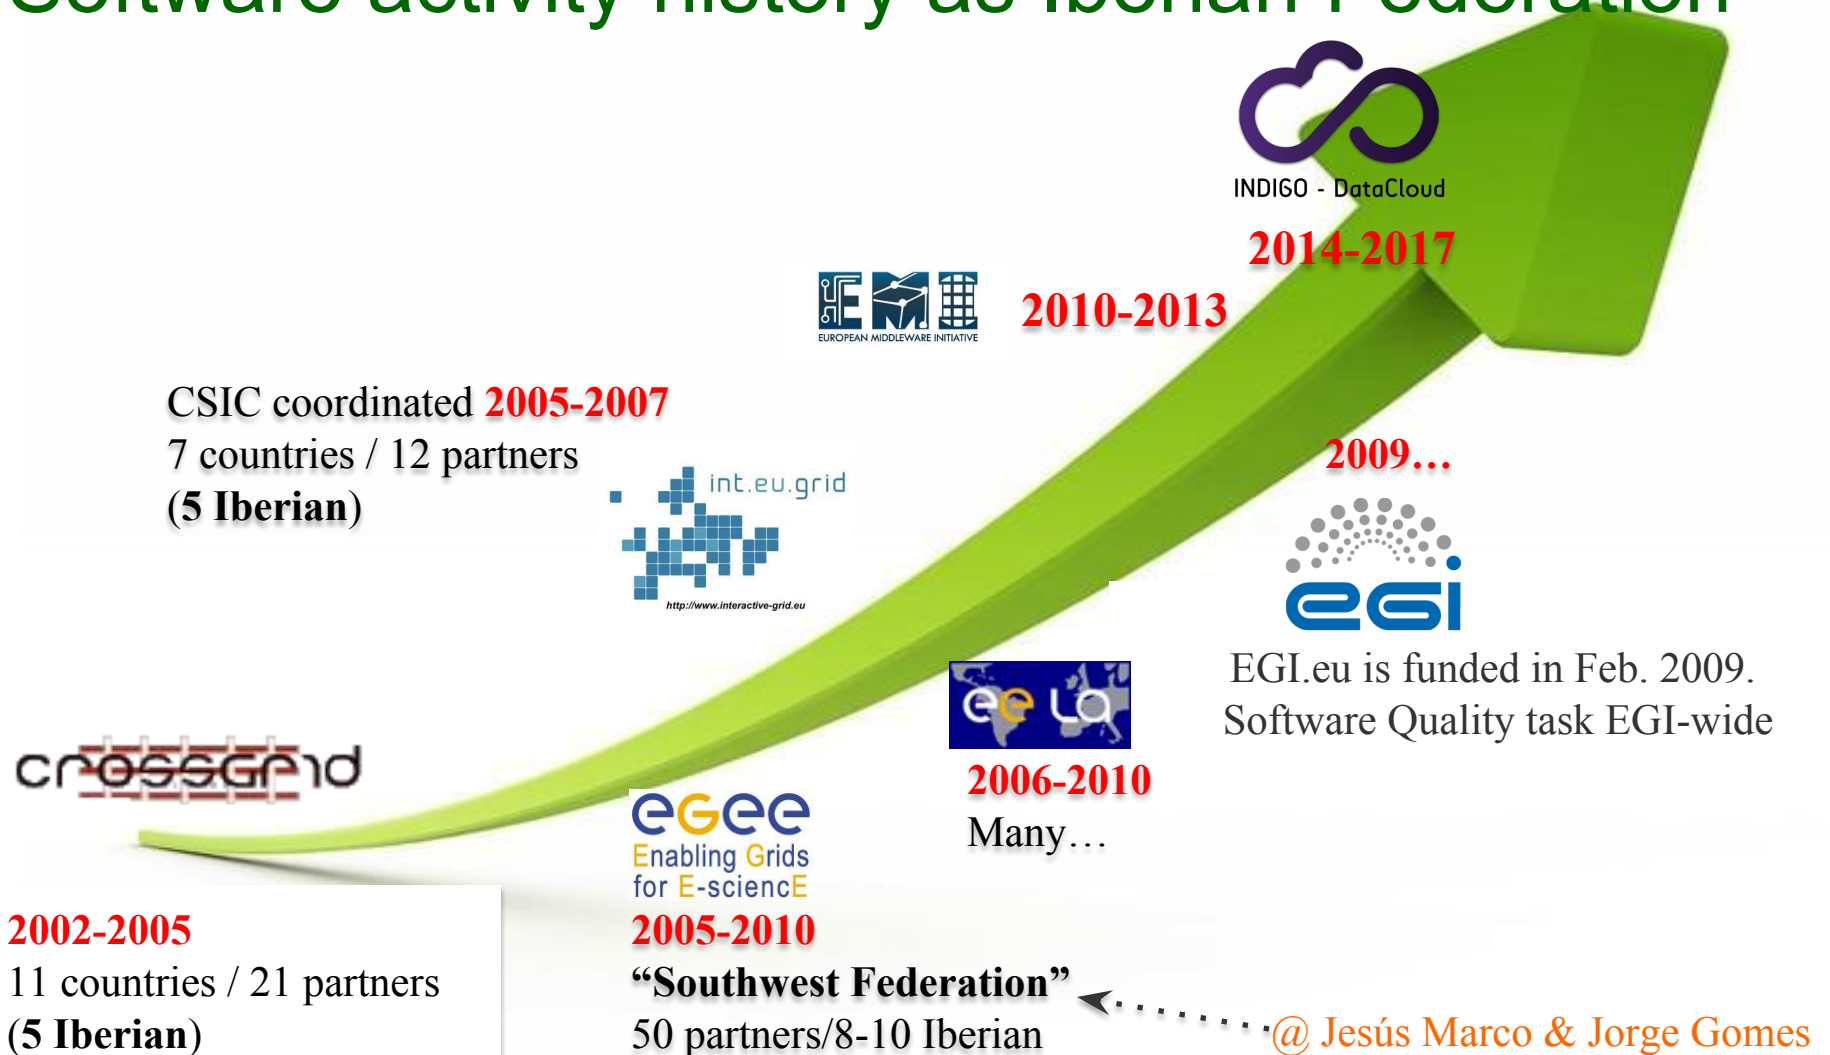 Software activity history as Iberian Federation
INDIGO - DataCloud
2014-2017
EMI
EUROPEAN MIDDLEWARE INITIATIVE
2010-2013
CSIC coordinated 2005-2007
7 countries / 12 partners
(5 Iberian)
int.eu.grid
http://www.interactive-grid.eu
2009…
egi
EGI.eu is funded in Feb. 2009.
Software Quality task EGI-wide
ee La
2006-2010
Many…
crossGrid
2002-2005
11 countries / 21 partners
(5 Iberian)
eGee
Enabling Grids
for E-sciencE
2005-2010
“Southwest Federation”
50 partners/8-10 Iberian
@ Jesús Marco & Jorge Gomes